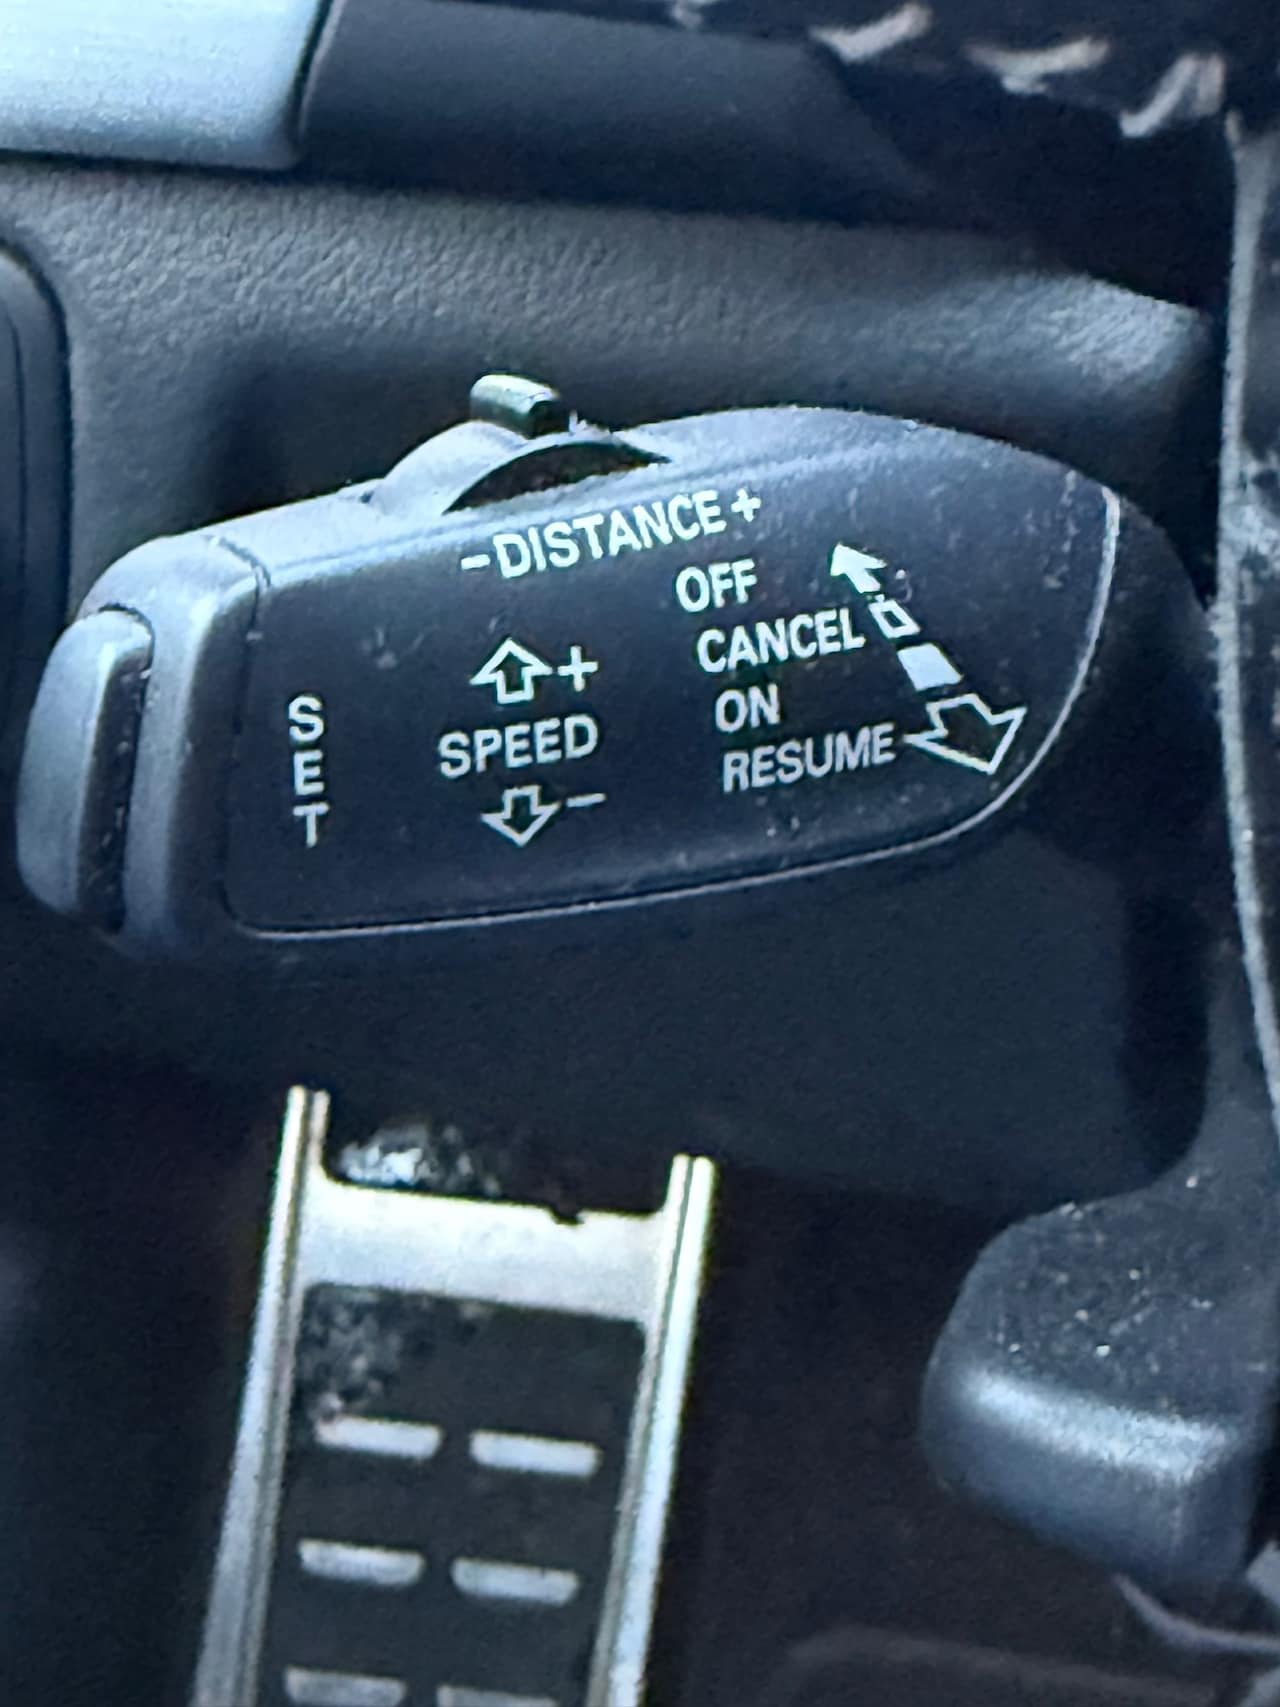 -DISTANCE+
OFF
CANCEL
ON
RESUME
+
SPEED
-
SET